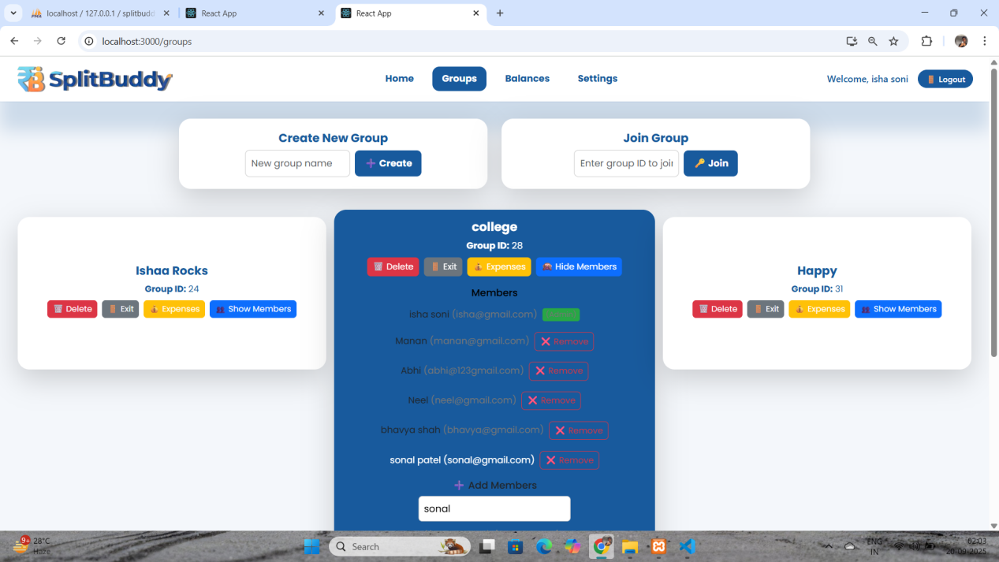 localhost / 127.0.0.1 / splitbudd
React App
React App
localhost:3000/groups
SplitBuddy
Home
Groups
Balances
Settings
Welcome, isha soni
Logout
Create New Group
New group name
Create
Join Group
Enter group ID to joi
Join
Ishaa Rocks
Group ID: 24
Delete
Exit
Expenses
Show Members
college
Group ID: 28
Delete
Exit
Expenses
Hide Members
Members
isha soni (isha@gmail.com)
Manan (manan@gmail.com) Remove
Abhi (abhi@123gmail.com) Remove
Neel (neel@gmail.com) Remove
bhavya shah (bhavya@gmail.com) Remove
sonal patel (sonal@gmail.com) Remove
Add Members
sonal
Happy
Group ID: 31
Delete
Exit
Expenses
Show Members
9+
28°C
Haze
Search
ENG
IN
02:03
20-09-2025